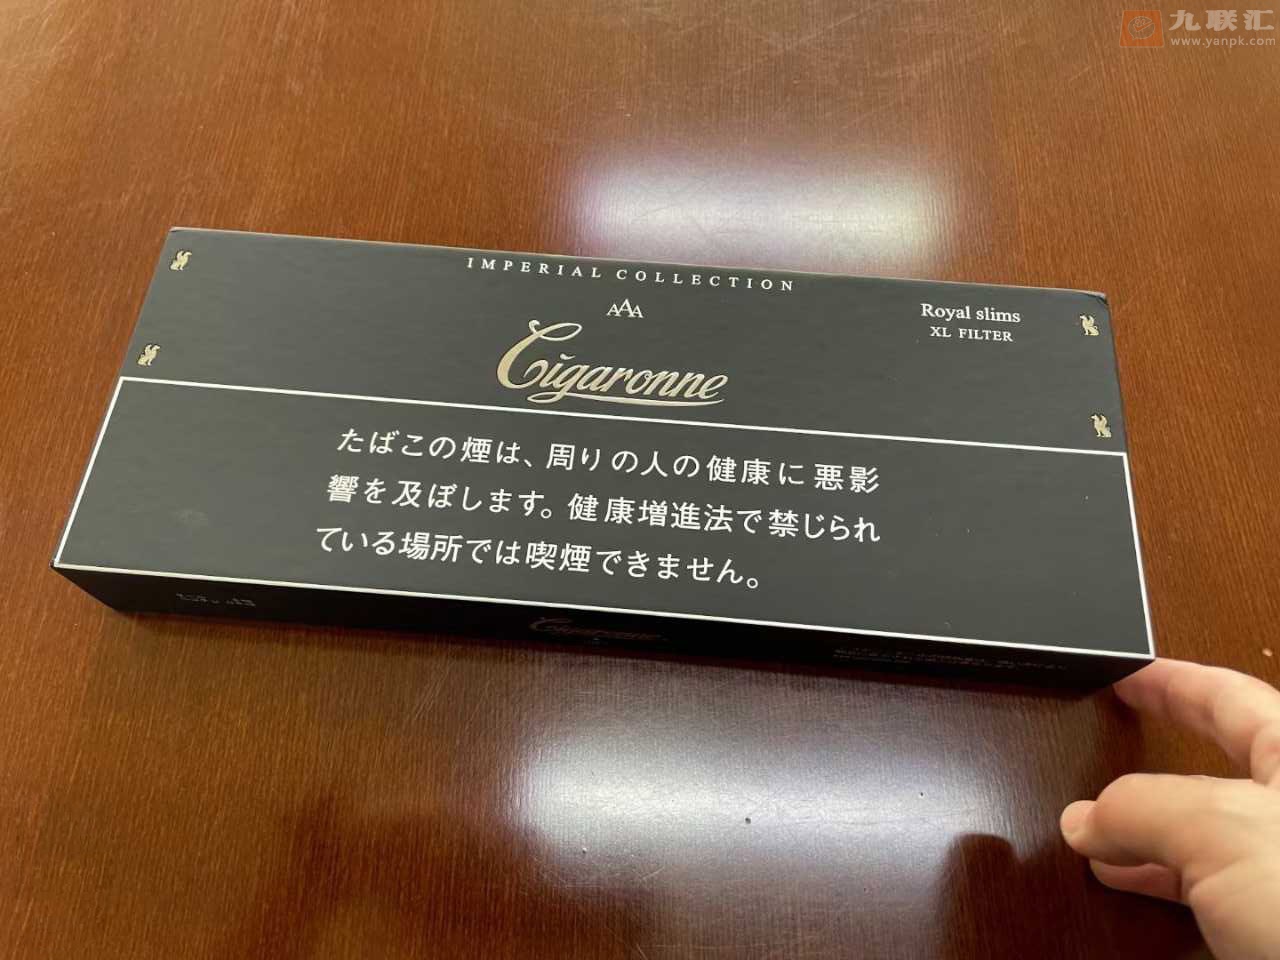 九联汇
www.yanpk.com
IMPERIAL COLLECTION
AAA
Royal slims
XL FILTER
Cigaronne
たばこの煙は、周りの人の健康に悪影
響を及ぼします。健康増進法で禁じられ
ている場所では喫煙できません。
Cigaronne